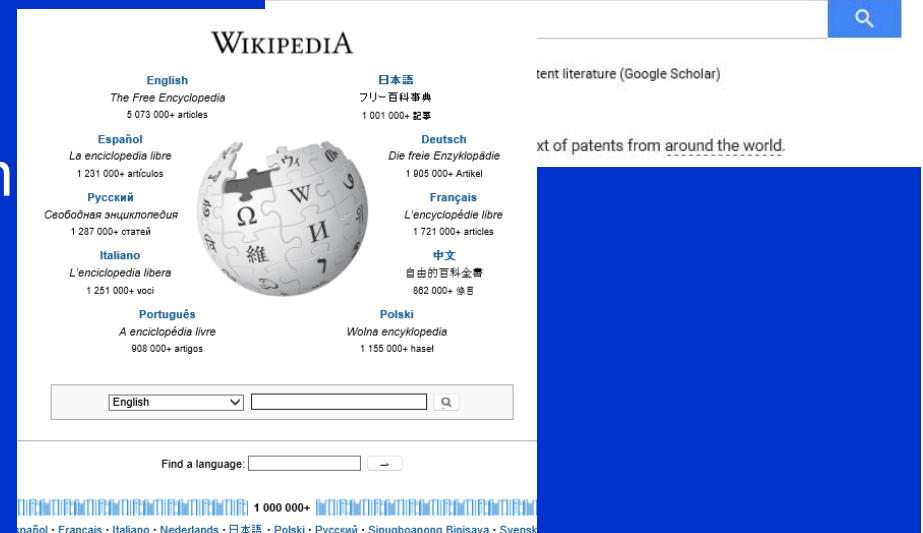 WIKIPEDIA
English
The Free Encyclopedia
5 073 000+ articles
日本語
フリー百科事典
1 001 000+ 記事
Español
La enciclopedia libre
1 231 000+ artículos
Deutsch
Die freie Enzyklopädie
1 905 000+ Artikel
Русский
Свободная энциклопедия
1 287 000+ статей
Français
L'encyclopédie libre
1 721 000+ articles
Italiano
L'enciclopedia libera
1 251 000+ voci
中文
自由的百科全書
862 000+ 條目
Português
A enciclopédia livre
908 000+ artigos
Polski
Wolna encyklopedia
1 155 000+ haseł
Ω
W
И
維
7
English
Find a language:
1 000 000+
spañol · Français · Italiano · Nederlands · 日本語 · Polski · Русский · Sinugboanong Binisaya · Svensk
tent literature (Google Scholar)
xt of patents from around the world.
n